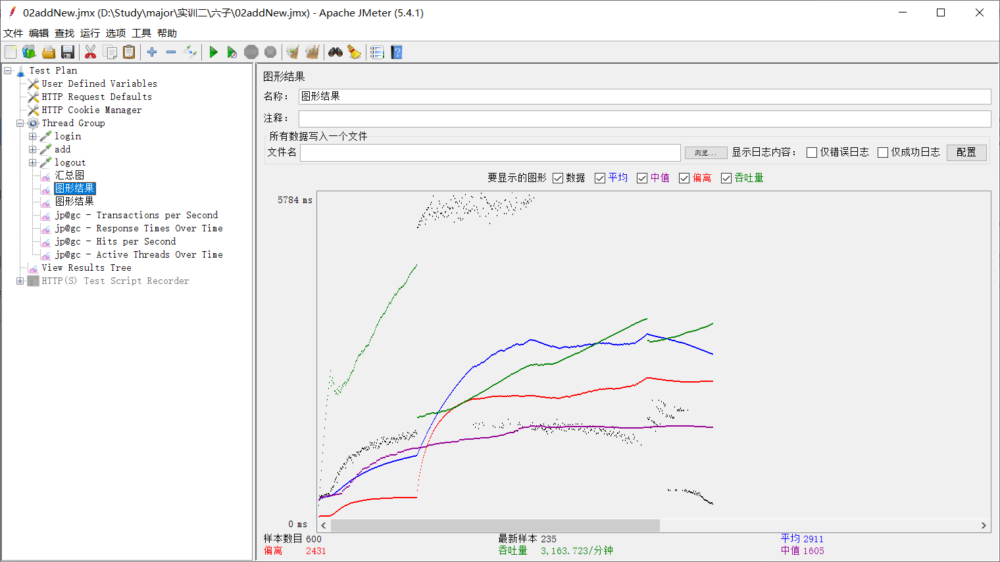 02addNew.jmx (D:\Study\major\实训二\六子\02addNew.jmx) - Apache JMeter (5.4.1)
文件 编辑 查找 运行 选项 工具 帮助
Test Plan
User Defined Variables
HTTP Request Defaults
HTTP Cookie Manager
Thread Group
login
add
logout
汇总图
图形结果
图形结果
jp@gc - Transactions per Second
jp@gc - Response Times Over Time
jp@gc - Hits per Second
jp@gc - Active Threads Over Time
View Results Tree
HTTP(S) Test Script Recorder
图形结果
名称： 图形结果
注释：
所有数据写入一个文件
文件名 浏览... 显示日志内容： 仅错误日志 仅成功日志 配置
要显示的图形 数据 平均 中值 偏离 吞吐量
5784 ms
0 ms
样本数目 600 最新样本 235 平均 2911
偏离 2431 吞吐量 3,163.723/分钟 中值 1605